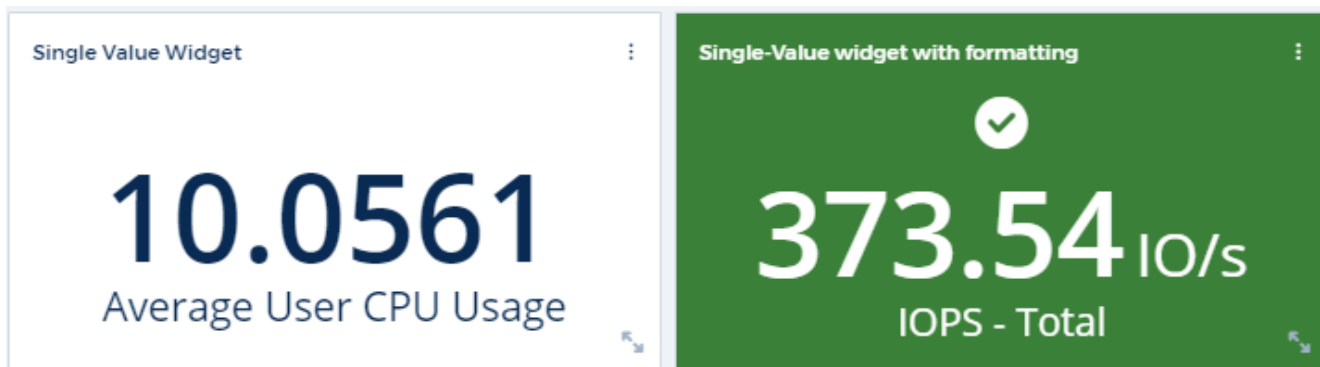 Single Value Widget
10.0561
Average User CPU Usage
Single-Value widget with formatting
373.54 IO/s
IOPS - Total